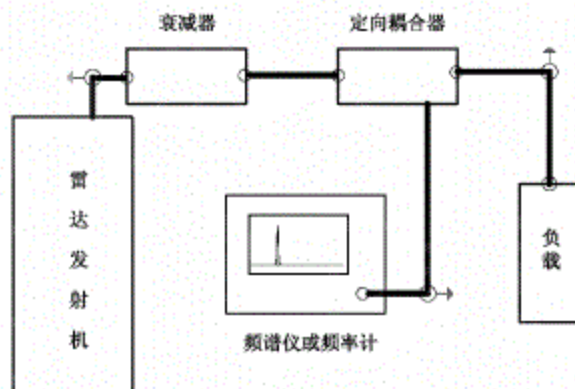 衰减器
定向耦合器
雷达发射机
负载
频谱仪或频率计